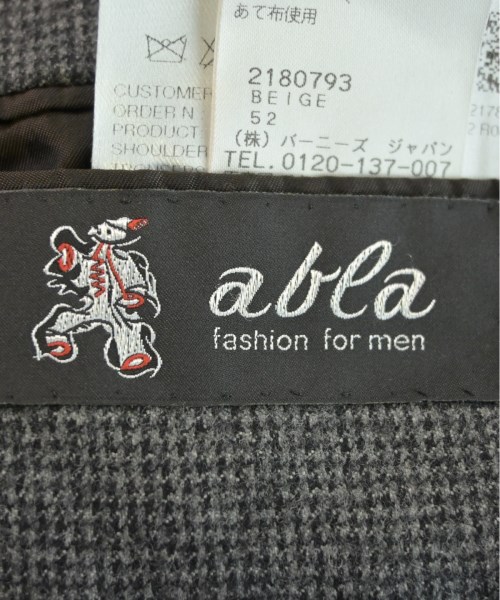 あて布使用
2180793
BEIGE
52
(株) バーニーズ ジャパン
TEL.0120-137-007
CUSTOMER
ORDER N
PRODUCT
SHOULDER
abla
fashion for men